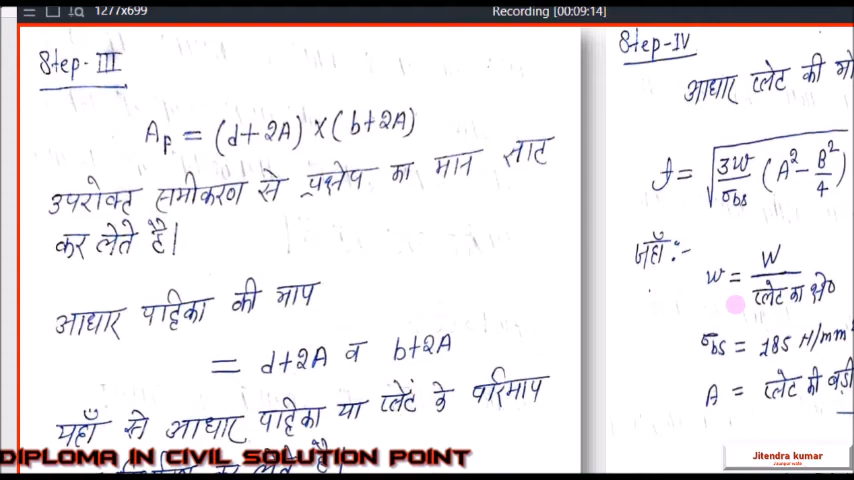 1277x699
Recording [00:09:14]
Step-III
Ap = (d+2A) × (b+2A)
उपरोक्त समीकरण से प्रक्षेप का मान ज्ञात
कर लेते है।
आधार पट्टिका की माप
= d+2A व b+2A
यहाँ से आधार पट्टिका या प्लेट के परिमाप
Step-IV
आधार प्लेट की मो
t = √3w/σbs (A² - B²/4)
जहाँ :-
w = W/प्लेट का क्षे०
σbs = 185 N/mm²
A = प्लेट की बड़ी
DIPLOMA IN CIVIL SOLUTION POINT
Jitendra kumar